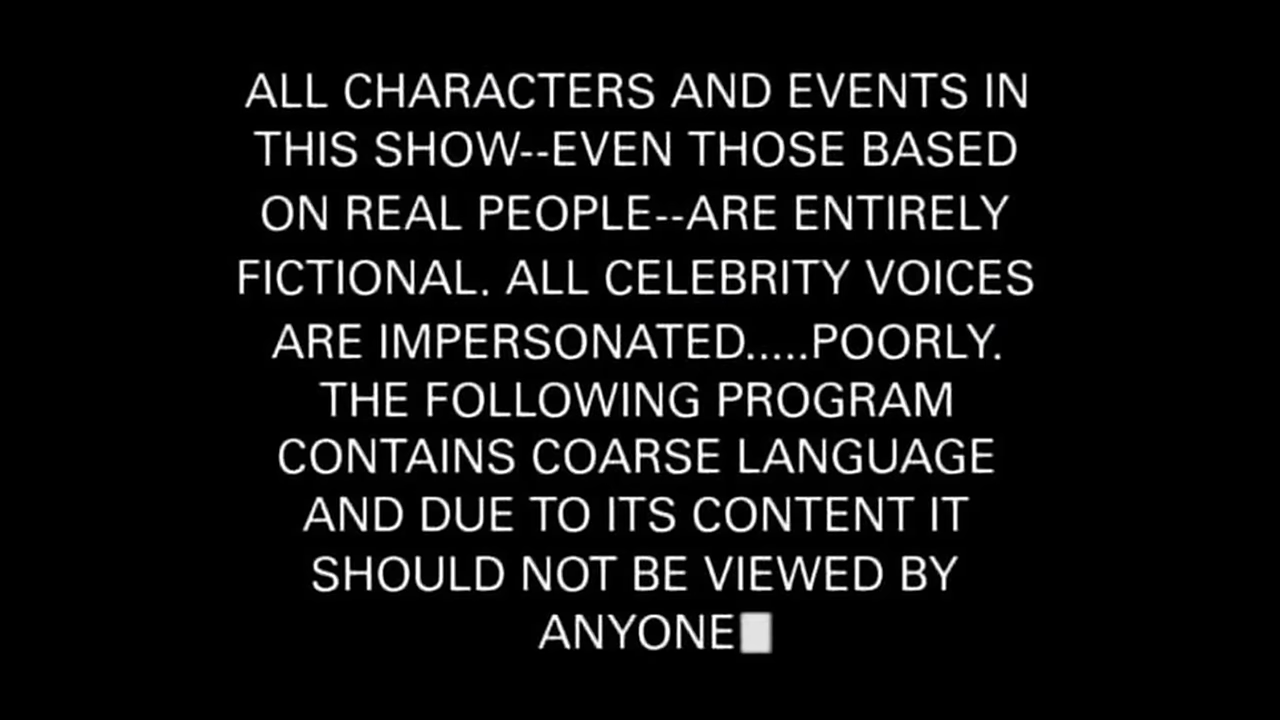 ALL CHARACTERS AND EVENTS IN
THIS SHOW--EVEN THOSE BASED
ON REAL PEOPLE--ARE ENTIRELY
FICTIONAL. ALL CELEBRITY VOICES
ARE IMPERSONATED.....POORLY.
THE FOLLOWING PROGRAM
CONTAINS COARSE LANGUAGE
AND DUE TO ITS CONTENT IT
SHOULD NOT BE VIEWED BY
ANYONE